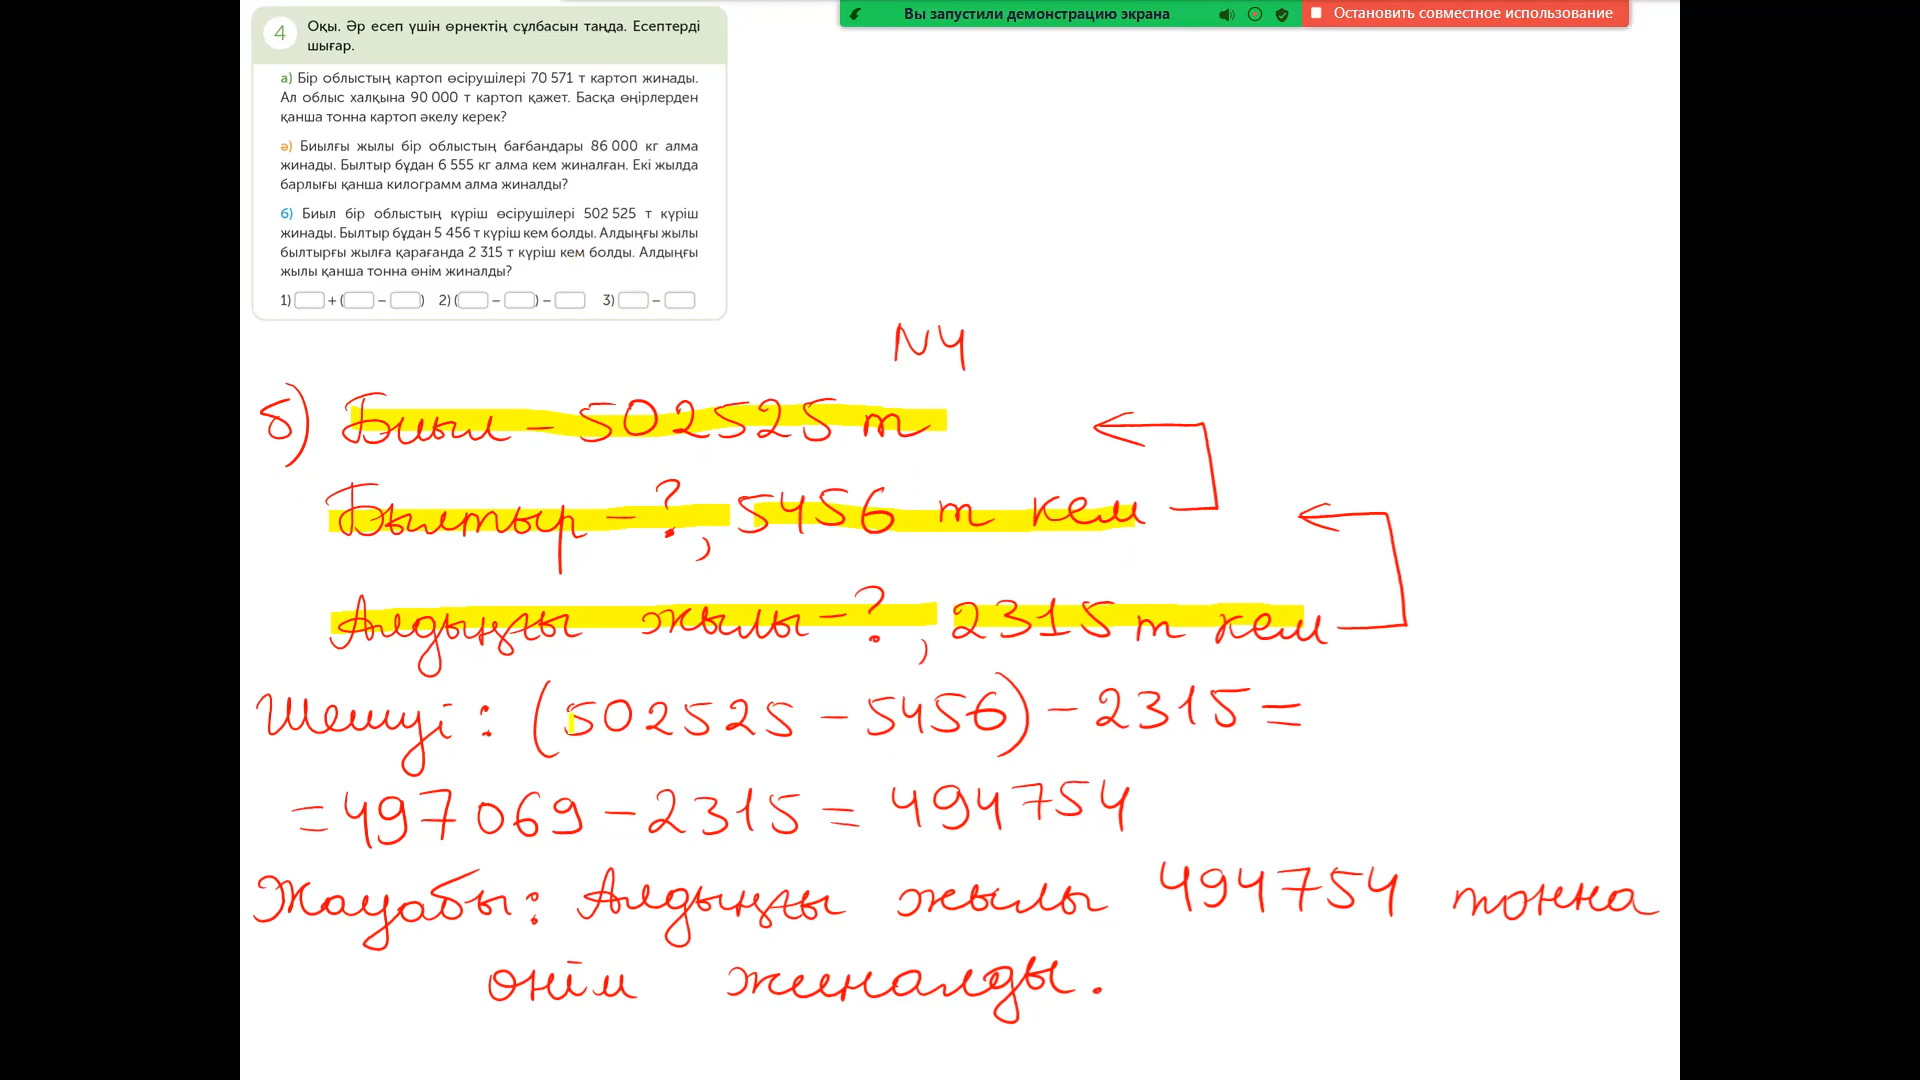 Вы запустили демонстрацию экрана
Остановить совместное использование
4
Оқы. Әр есеп үшін өрнектің сұлбасын таңда. Есептерді
шығар.
а) Бір облыстың картоп өсірушілері 70 571 т картоп жинады.
Ал облыс халқына 90 000 т картоп қажет. Басқа өңірлерден
қанша тонна картоп әкелу керек?
ә) Биылғы жылы бір облыстың бағбандары 86 000 кг алма
жинады. Былтыр бұдан 6 555 кг алма кем жиналған. Екі жылда
барлығы қанша килограмм алма жиналды?
б) Биыл бір облыстың күріш өсірушілері 502 525 т күріш
жинады. Былтыр бұдан 5 456 т күріш кем болды. Алдыңғы жылы
былтырғы жылға қарағанда 2 315 т күріш кем болды. Алдыңғы
жылы қанша тонна өнім жиналды?
1) □ + (□ – □) 2) (□ – □) – □ 3) □ – □
N4
б) Биыл – 502525 т
Былтыр – ?, 5456 т кем
Алдыңғы жылы – ?, 2315 т кем
Шешуі: (502525 – 5456) – 2315 =
= 497069 – 2315 = 494754
Жауабы: Алдыңғы жылы 494754 тонна
өнім жиналды.